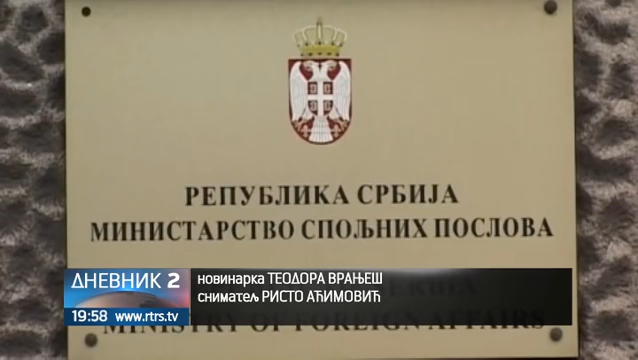 РЕПУБЛИКА СРБИЈА
МИНИСТАРСТВО СПОЉНИХ ПОСЛОВА
ДНЕВНИК 2
новинарка ТЕОДОРА ВРАЊЕШ
сниматељ РИСТО АЋИМОВИЋ
19:58 www.rtrs.tv
MINISTRY OF FOREIGN AFFAIRS